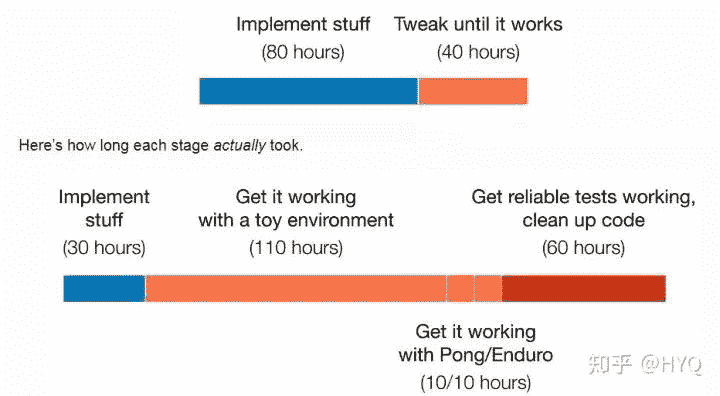 Implement stuff
(80 hours)
Tweak until it works
(40 hours)
Here's how long each stage actually took.
Implement
stuff
(30 hours)
Get it working
with a toy environment
(110 hours)
Get reliable tests working,
clean up code
(60 hours)
Get it working
with Pong/Enduro
(10/10 hours)
知乎 @HYQ